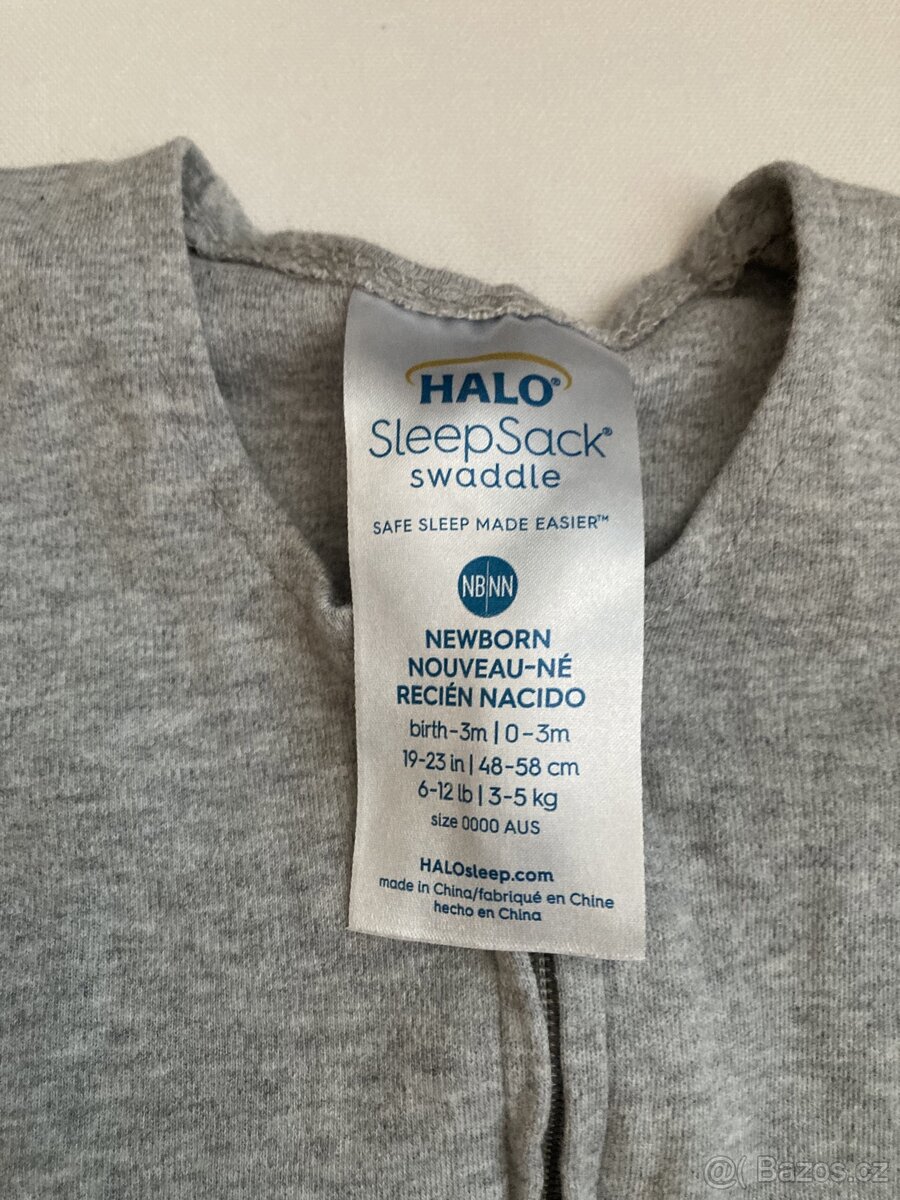 HALO®
SleepSack®
swaddle
SAFE SLEEP MADE EASIER™
NB|NN
NEWBORN
NOUVEAU-NÉ
RECIÉN NACIDO
birth-3m | 0-3m
19-23 in | 48-58 cm
6-12 lb | 3-5 kg
size 0000 AUS
HALOsleep.com
made in China/fabriqué en Chine
hecho en China
@( Bazos.cz